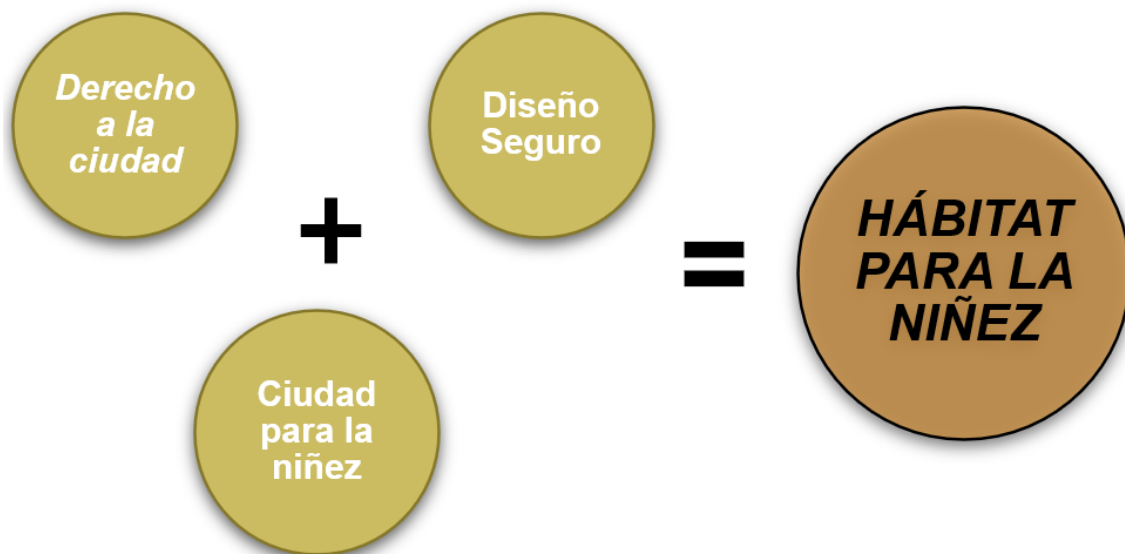 Derecho
a la
ciudad
+
Diseño
Seguro
Ciudad
para la
niñez
=
HÁBITAT
PARA LA
NIÑEZ